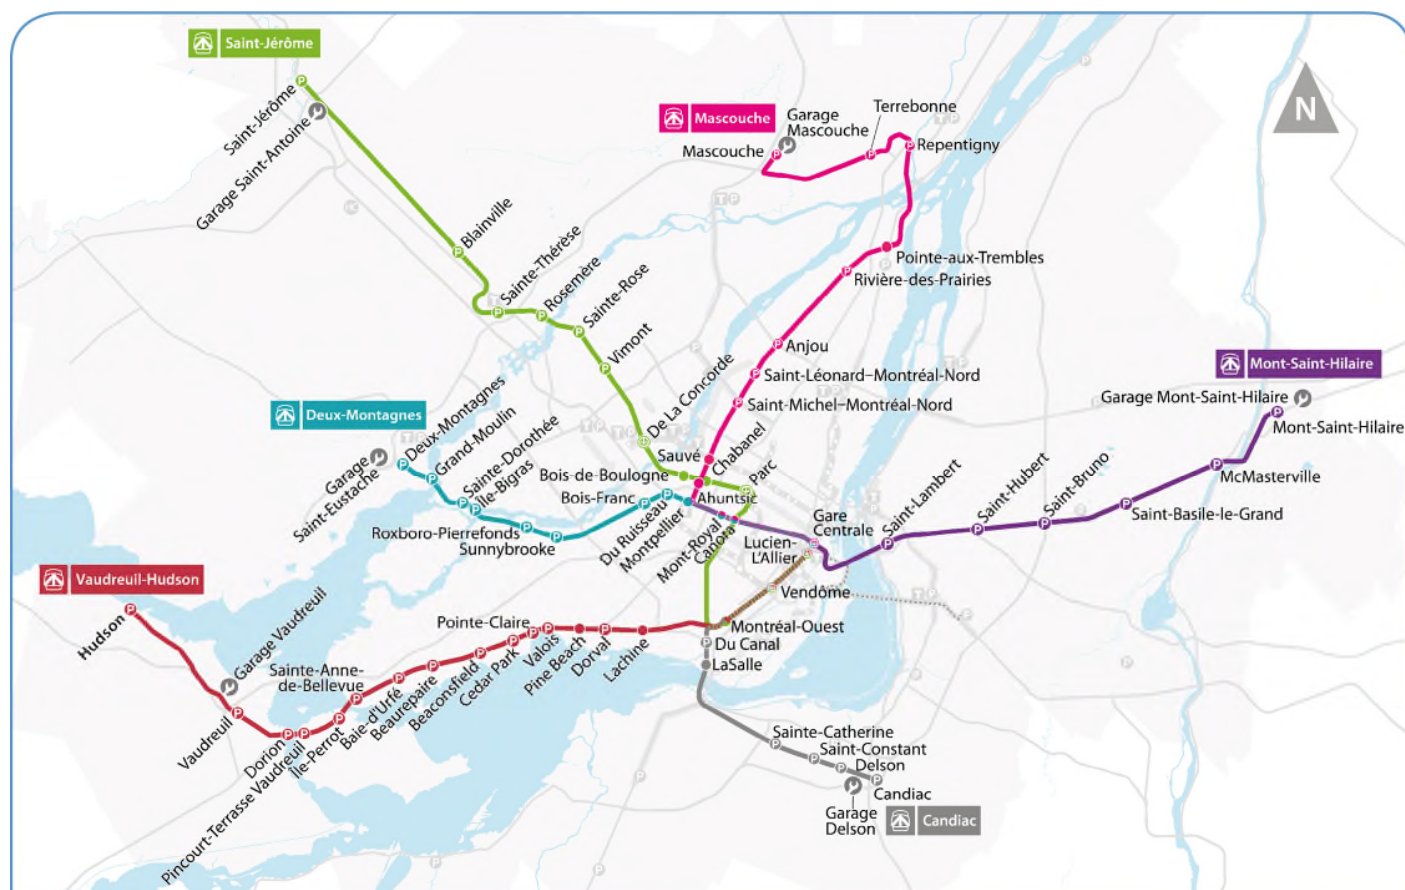 Saint-Jérôme
Saint-Jérôme
Garage Saint-Antoine
Blainville
Sainte-Thérèse
Rosemère
Sainte-Rose
Vimont
De La Concorde
Bois-de-Boulogne
Parc
Mascouche
Garage
Mascouche
Mascouche
Terrebonne
Repentigny
N
Pointe-aux-Trembles
Rivière-des-Prairies
Anjou
Saint-Léonard–Montréal-Nord
Saint-Michel–Montréal-Nord
Sauvé
Chabanel
Ahuntsic
Deux-Montagnes
Garage
Saint-Eustache
Deux-Montagnes
Grand-Moulin
Sainte-Dorothée
Île-Bigras
Roxboro-Pierrefonds
Sunnybrooke
Bois-Franc
Du Ruisseau
Montpellier
Mont-Royal
Canora
Gare
Centrale
Lucien-
L'Allier
Vendôme
Montréal-Ouest
Mont-Saint-Hilaire
Garage Mont-Saint-Hilaire
Mont-Saint-Hilaire
McMasterville
Saint-Basile-le-Grand
Saint-Bruno
Saint-Hubert
Saint-Lambert
Vaudreuil-Hudson
Hudson
Garage Vaudreuil
Vaudreuil
Dorion
Pincourt-Terrasse Vaudreuil
Île-Perrot
Sainte-Anne-
de-Bellevue
Baie-d'Urfé
Beaurepaire
Beaconsfield
Cedar Park
Pointe-Claire
Valois
Pine Beach
Dorval
Lachine
Du Canal
LaSalle
Sainte-Catherine
Saint-Constant
Delson
Candiac
Garage
Delson
Candiac